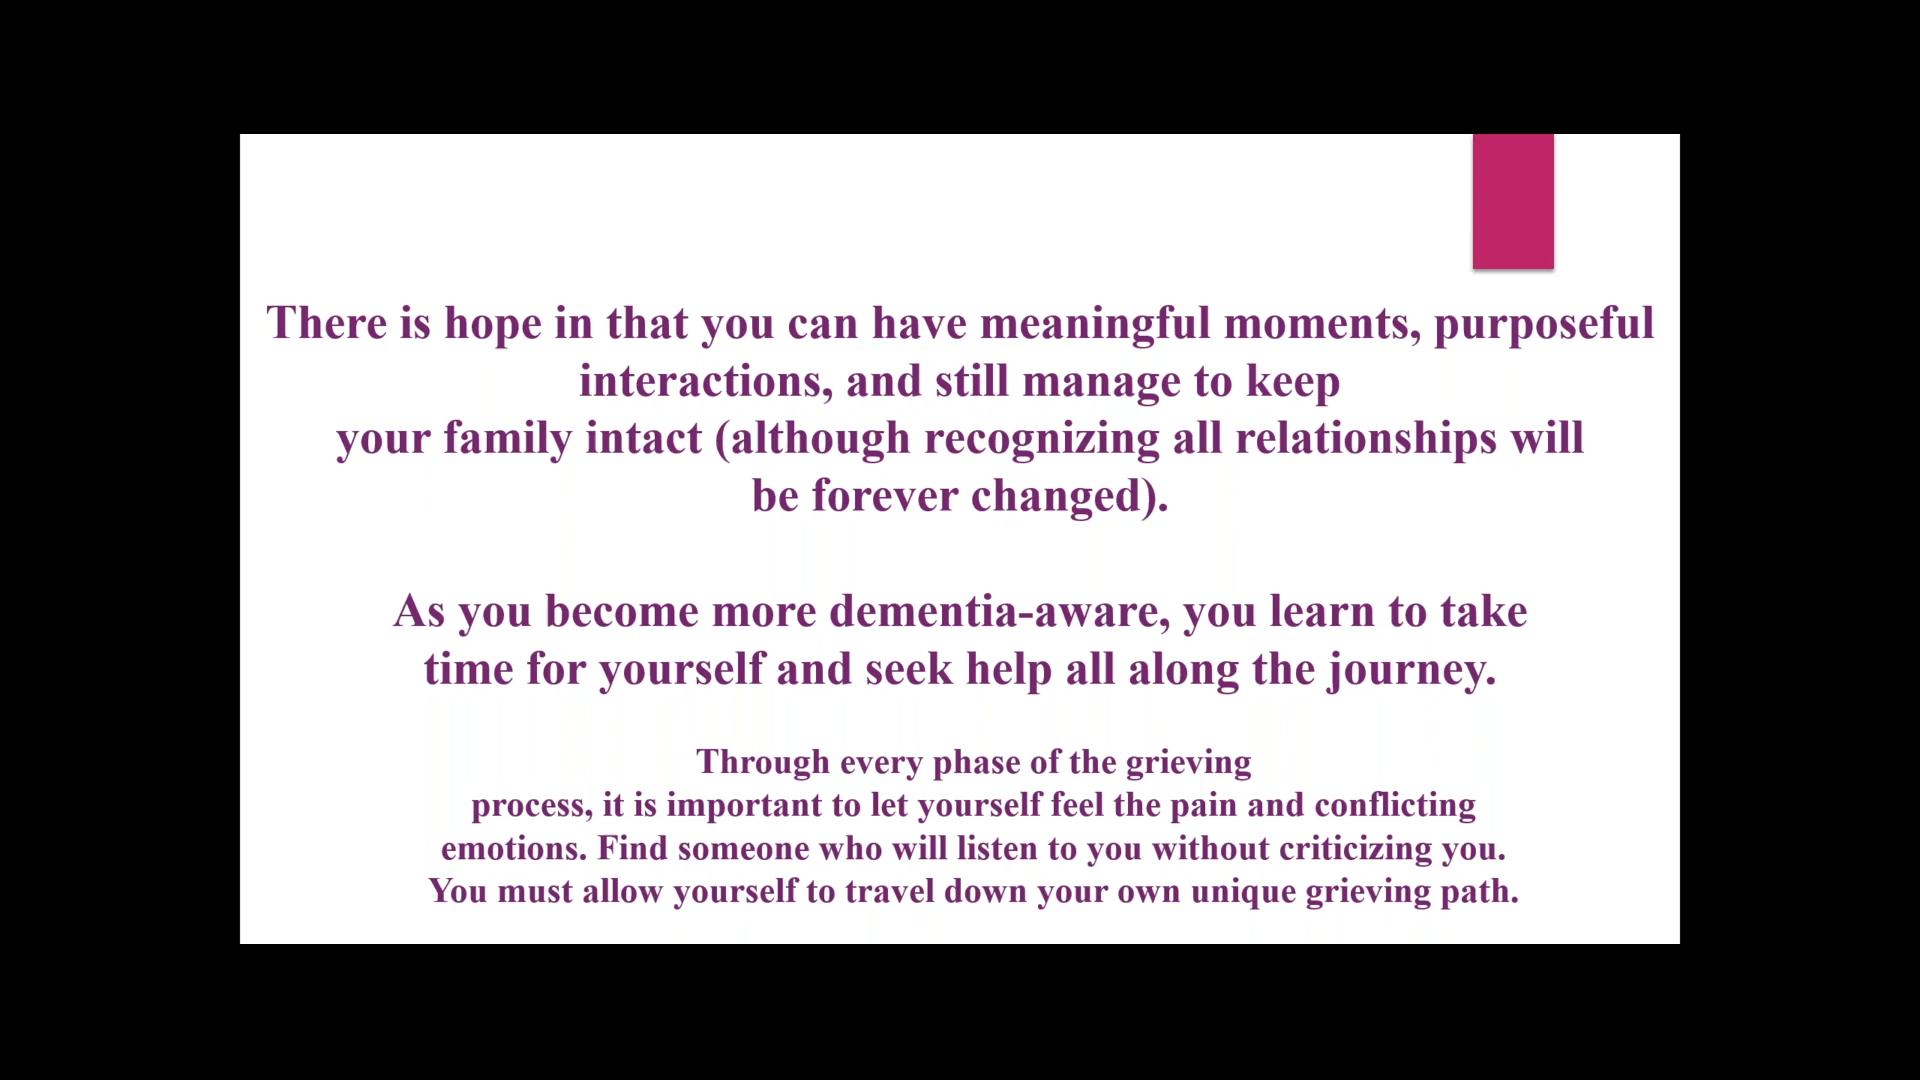 There is hope in that you can have meaningful moments, purposeful
interactions, and still manage to keep
your family intact (although recognizing all relationships will
be forever changed).
As you become more dementia-aware, you learn to take
time for yourself and seek help all along the journey.
Through every phase of the grieving
process, it is important to let yourself feel the pain and conflicting
emotions. Find someone who will listen to you without criticizing you.
You must allow yourself to travel down your own unique grieving path.